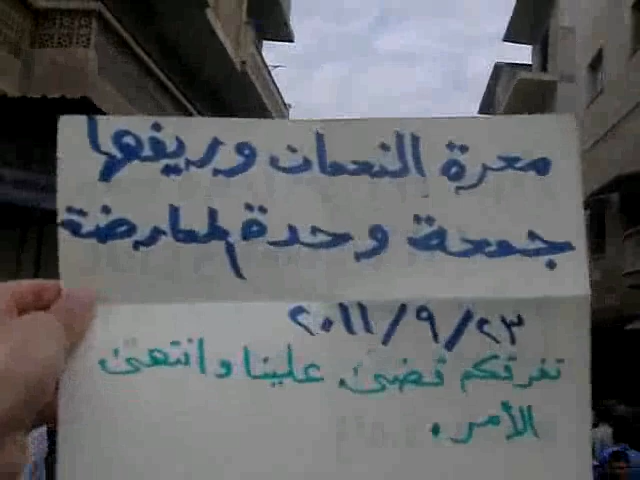 معرة النعمان وريفها
جمعة وحدة المعارضة
٢٠١١/٩/٢٣
تفرقكم قضى علينا وانتهى
الأمر.